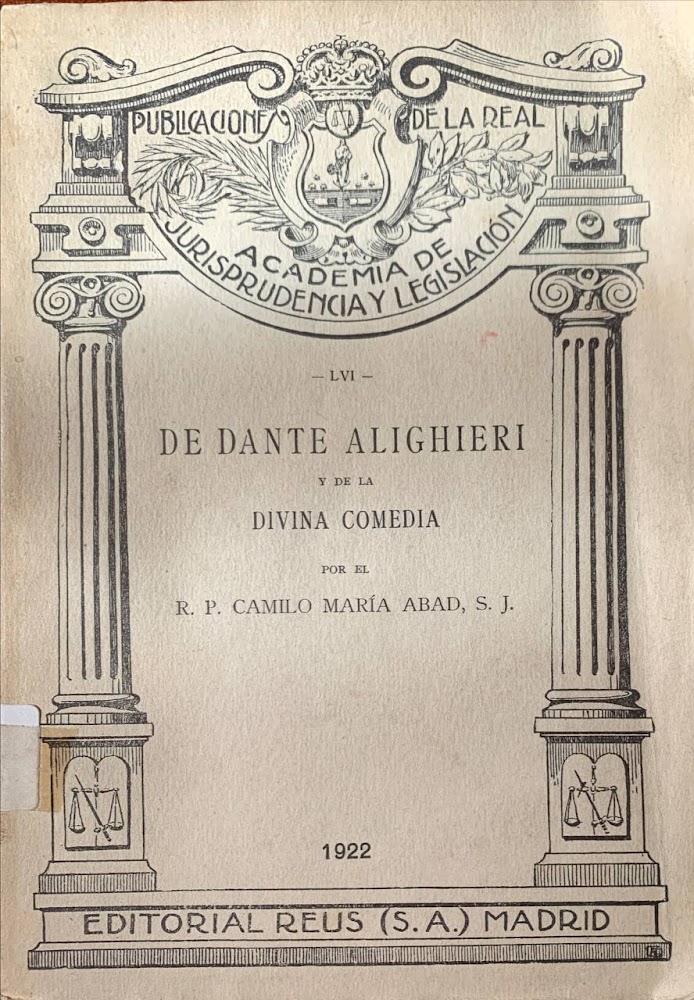 PUBLICACIONES DE LA REAL
ACADEMIA DE
JURISPRUDENCIA Y LEGISLACIÓN
— LVI —
DE DANTE ALIGHIERI
Y DE LA
DIVINA COMEDIA
POR EL
R. P. CAMILO MARÍA ABAD, S. J.
1922
EDITORIAL REUS (S. A.) MADRID